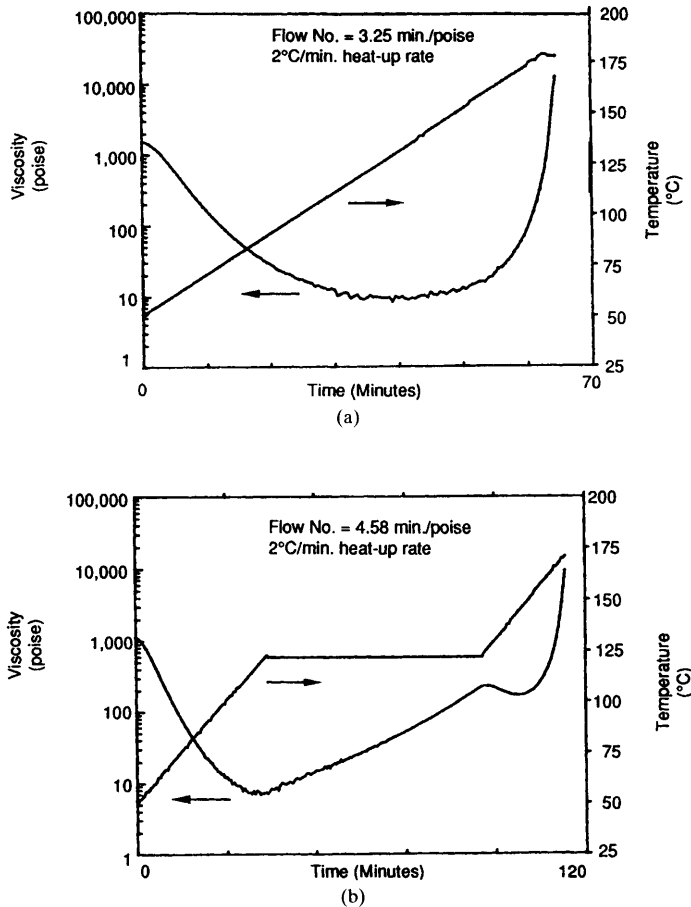 Flow No. = 3.25 min./poise
2°C/min. heat-up rate
100,000
10,000
1,000
100
10
1
Viscosity
(poise)
200
175
150
125
100
75
50
25
Temperature
(°C)
0
Time (Minutes)
70
(a)
Flow No. = 4.58 min./poise
2°C/min. heat-up rate
100,000
10,000
1,000
100
10
1
Viscosity
(poise)
200
175
150
125
100
75
50
25
Temperature
(°C)
0
Time (Minutes)
120
(b)